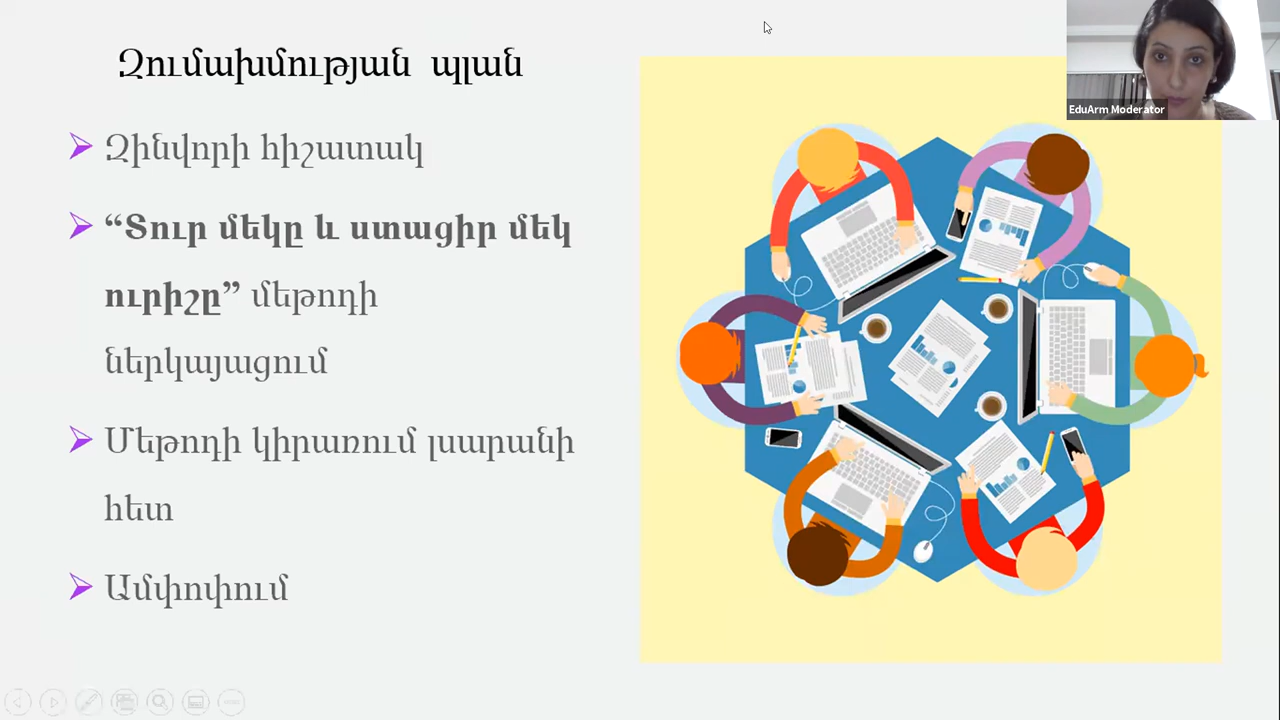 Զումախմության պլան
Զինվորի հիշատակ
“Տուր մեկը և ստացիր մեկ
ուրիշը” մեթոդի
ներկայացում
Մեթոդի կիրառում լսարանի
հետ
Ամփոփում
EduArm Moderator